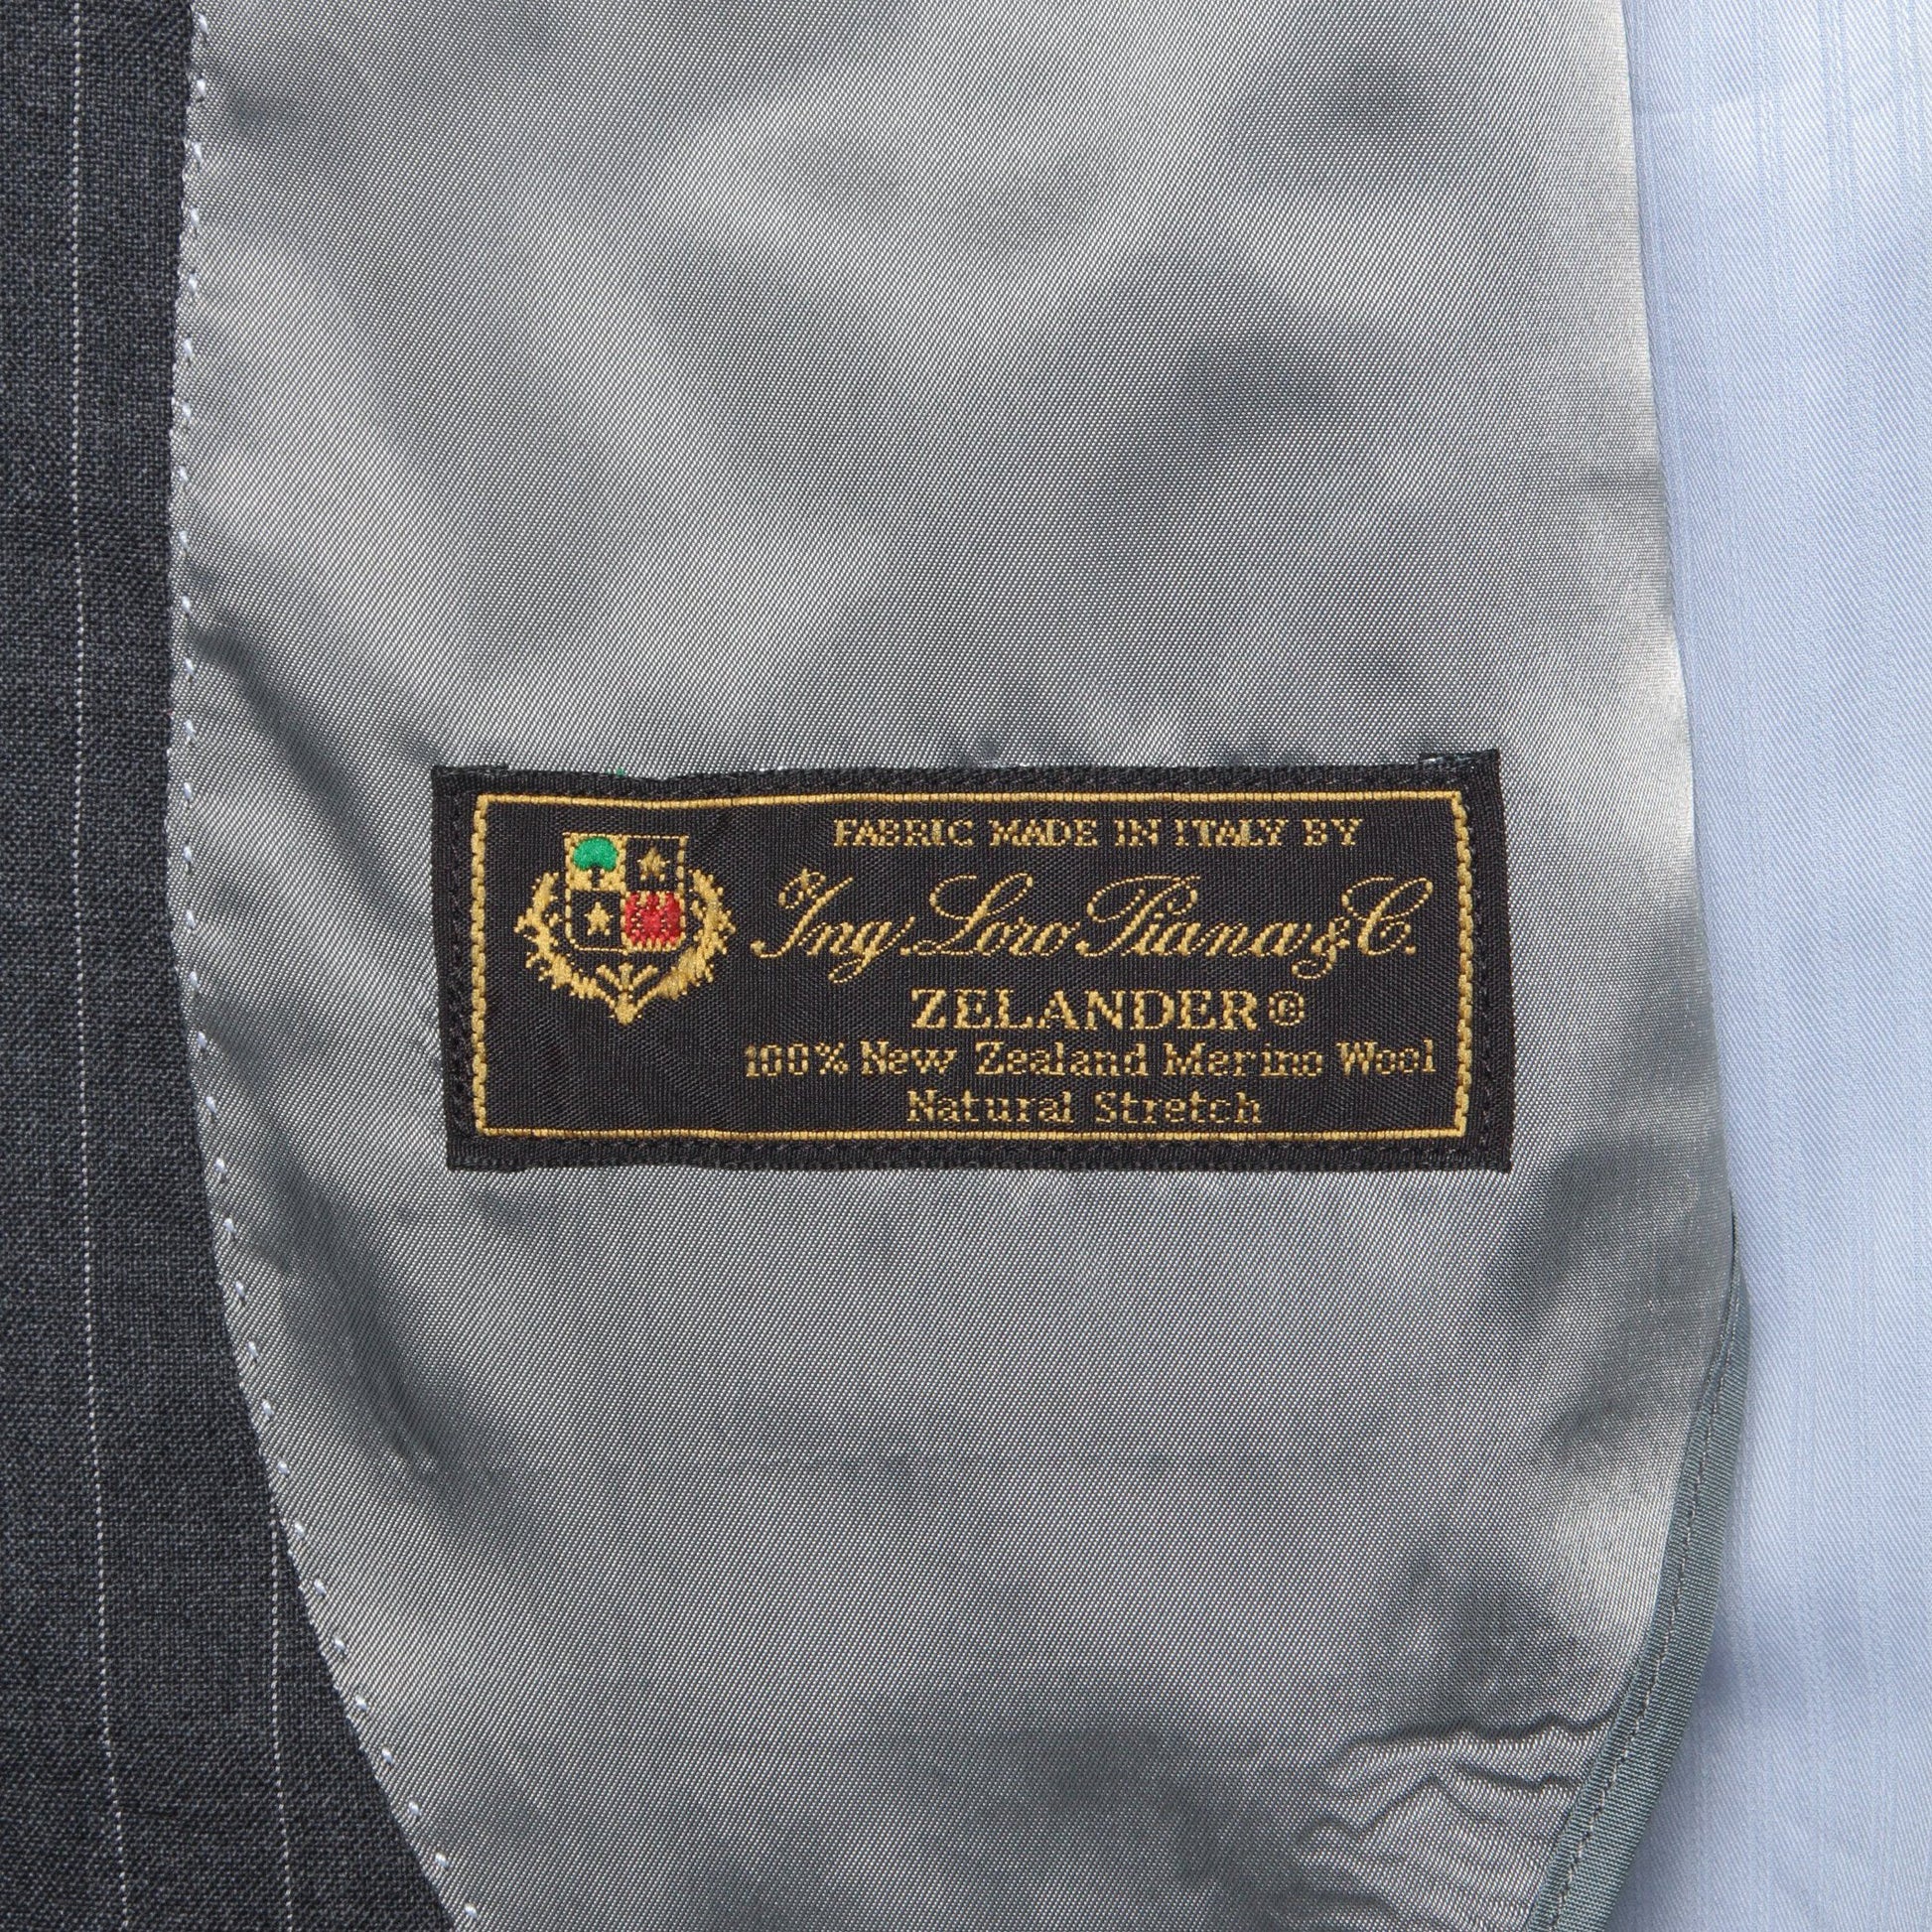 FABRIC MADE IN ITALY BY
Ing. Loro Piana & C.
ZELANDER®
100% New Zealand Merino Wool
Natural Stretch